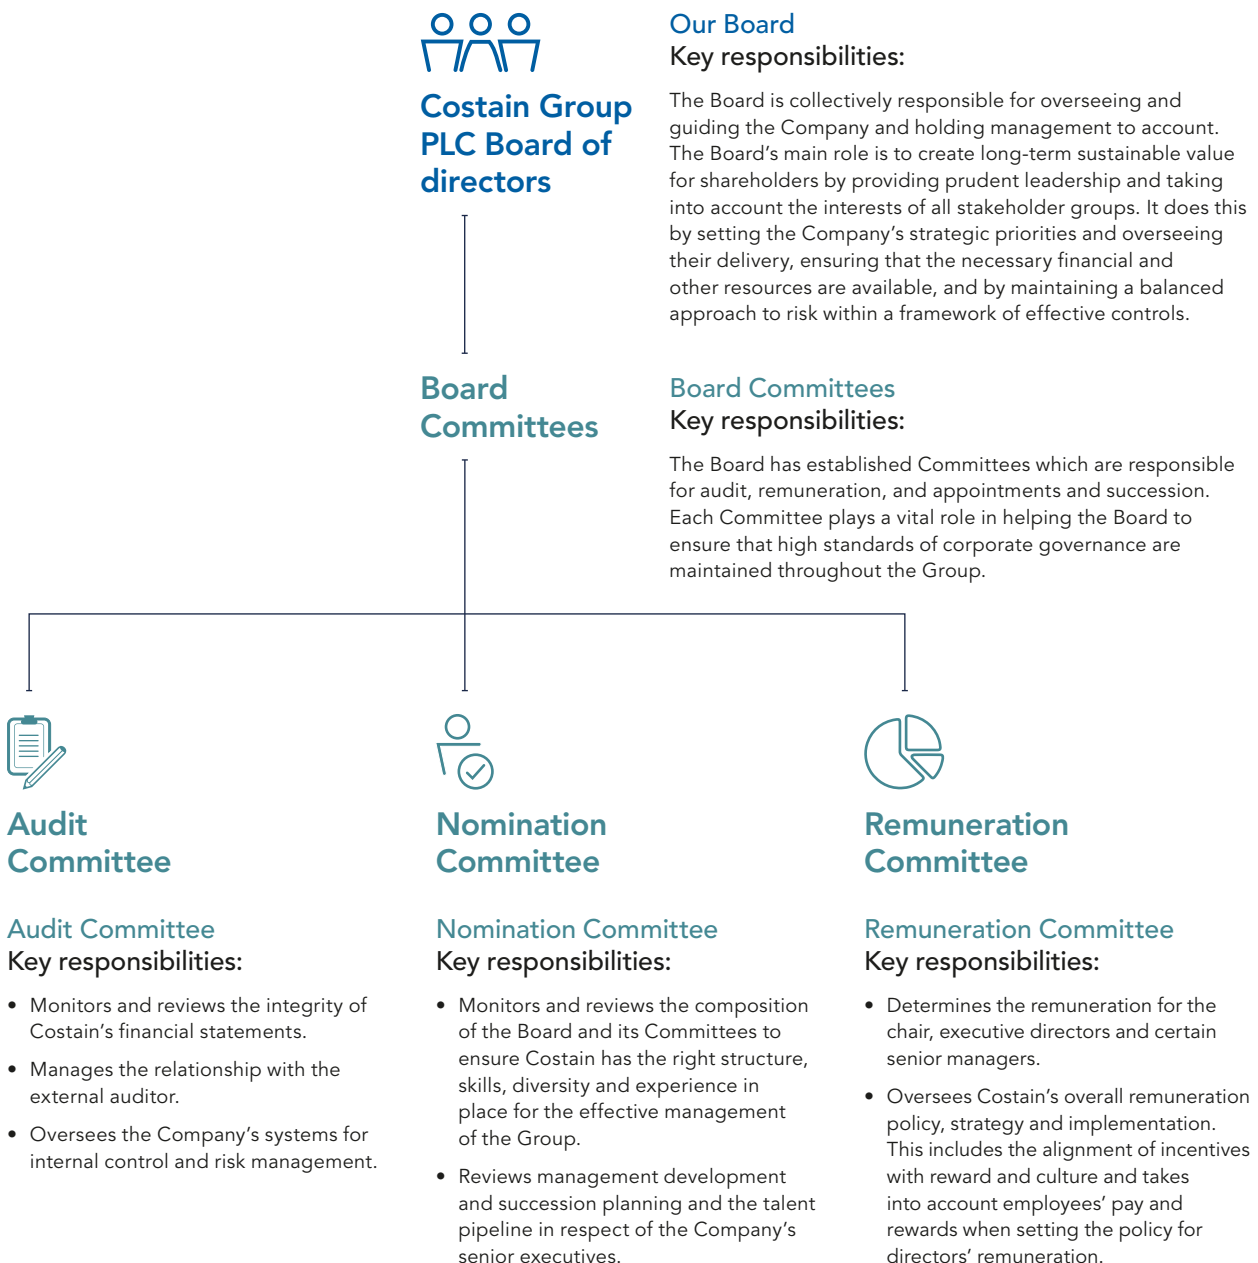 Costain Group
PLC Board of
directors
Our Board
Key responsibilities:
The Board is collectively responsible for overseeing and
guiding the Company and holding management to account.
The Board’s main role is to create long-term sustainable value
for shareholders by providing prudent leadership and taking
into account the interests of all stakeholder groups. It does this
by setting the Company’s strategic priorities and overseeing
their delivery, ensuring that the necessary financial and
other resources are available, and by maintaining a balanced
approach to risk within a framework of effective controls.
Board
Committees
Board Committees
Key responsibilities:
The Board has established Committees which are responsible
for audit, remuneration, and appointments and succession.
Each Committee plays a vital role in helping the Board to
ensure that high standards of corporate governance are
maintained throughout the Group.
Audit
Committee
Audit Committee
Key responsibilities:
• Monitors and reviews the integrity of
Costain’s financial statements.
• Manages the relationship with the
external auditor.
• Oversees the Company’s systems for
internal control and risk management.
Nomination
Committee
Nomination Committee
Key responsibilities:
• Monitors and reviews the composition
of the Board and its Committees to
ensure Costain has the right structure,
skills, diversity and experience in
place for the effective management
of the Group.
• Reviews management development
and succession planning and the talent
pipeline in respect of the Company’s
senior executives.
Remuneration
Committee
Remuneration Committee
Key responsibilities:
• Determines the remuneration for the
chair, executive directors and certain
senior managers.
• Oversees Costain’s overall remuneration
policy, strategy and implementation.
This includes the alignment of incentives
with reward and culture and takes
into account employees’ pay and
rewards when setting the policy for
directors’ remuneration.